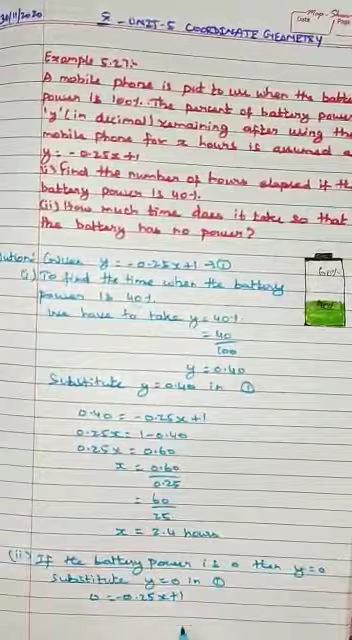 30/11/2020
X - UNIT-5 COORDINATE GEOMETRY
Date
Page
Example 5.27:-
A mobile phone is put to use when the batte
power is 100%. The percent of battery power
'y' (in decimal) remaining after using the
mobile phone for x hours is assumed a
y = -0.25x+1
(i) Find the number of hours elapsed if the
battery power is 40%.
(ii) How much time does it take so that
the battery has no power?
ution: Given y = -0.25x+1 → ①
(i) To find the time when the battery
power is 40%
We have to take y = 40%
= 40
100
y = 0.40
Substitute y = 0.40 in ①
0.40 = -0.25x+1
0.25x = 1-0.40
0.25x = 0.60
x = 0.60
0.25
= 60
25
x = 2.4 hours
60%
40%
(ii) If the battery power is 0 then y=0
Substitute y=0 in ①
0 = -0.25x+1